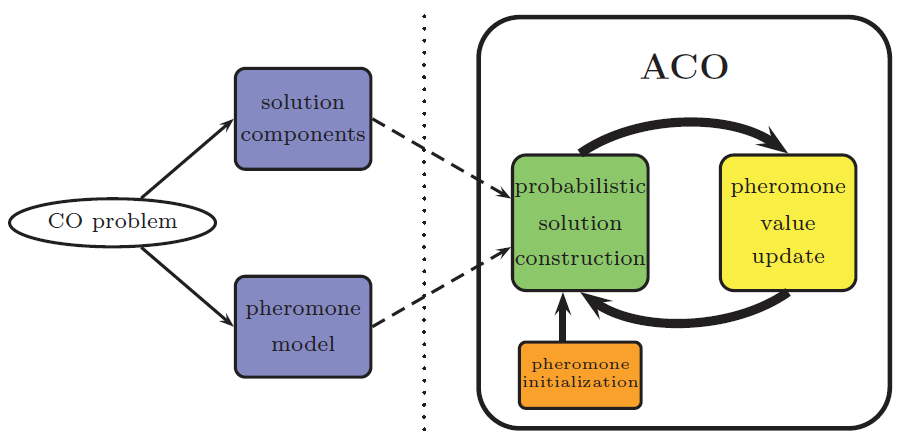 ACO
solution
components
probabilistic
solution
construction
pheromone
value
update
CO problem
pheromone
model
pheromone
initialization